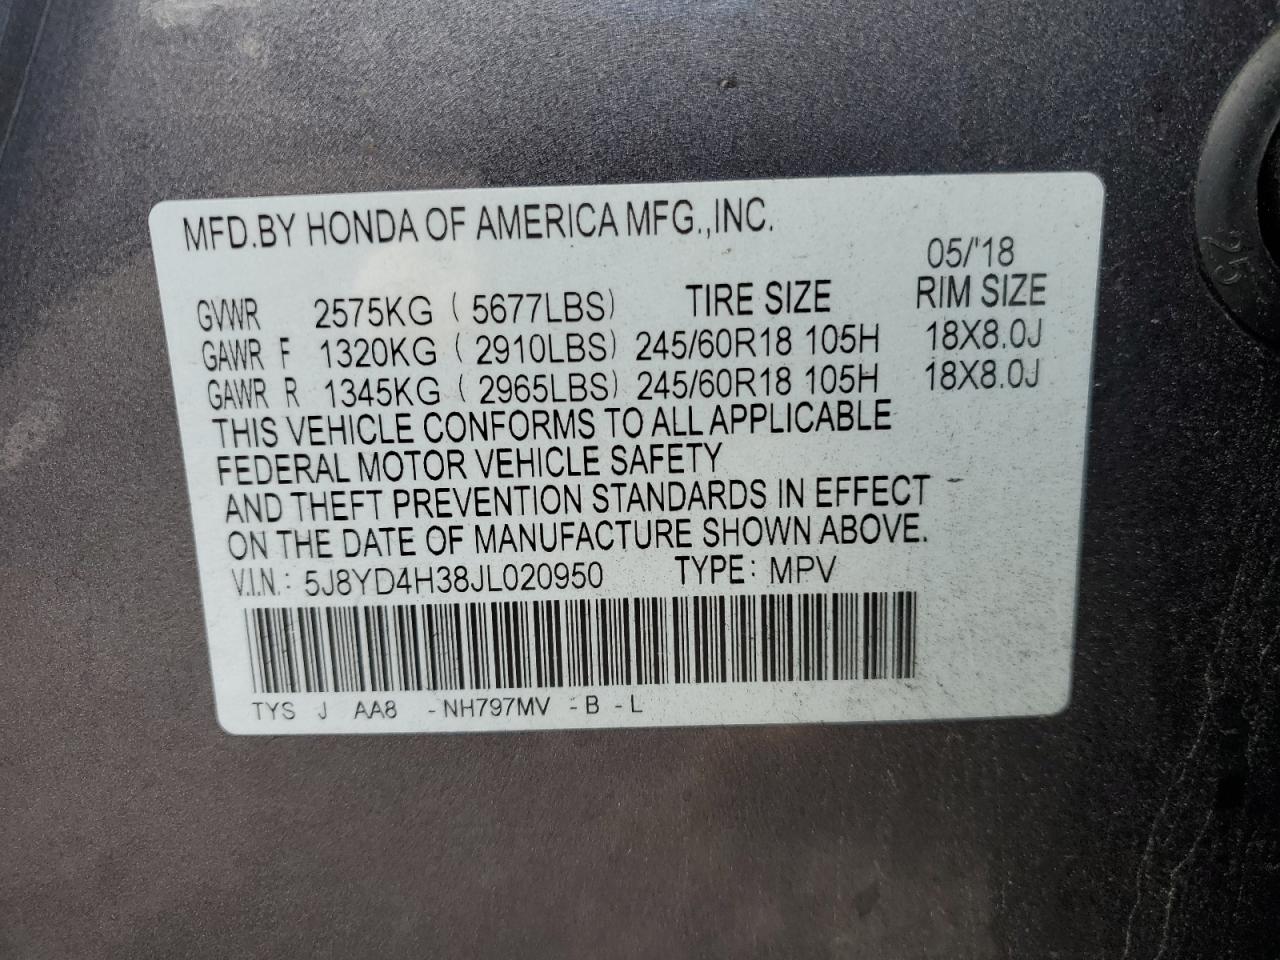 MFD.BY HONDA OF AMERICA MFG.,INC.
05/'18
GVWR 2575KG ( 5677LBS) TIRE SIZE RIM SIZE
GAWR F 1320KG ( 2910LBS) 245/60R18 105H 18X8.0J
GAWR R 1345KG ( 2965LBS) 245/60R18 105H 18X8.0J
THIS VEHICLE CONFORMS TO ALL APPLICABLE
FEDERAL MOTOR VEHICLE SAFETY
AND THEFT PREVENTION STANDARDS IN EFFECT
ON THE DATE OF MANUFACTURE SHOWN ABOVE.
V.I.N.: 5J8YD4H38JL020950 TYPE: MPV
TYS J AA8 -NH797MV -B -L
25